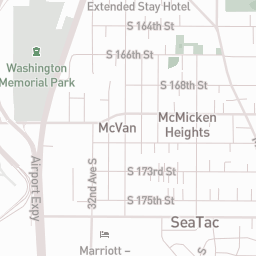 Extended Stay Hotel
S 164th St
S 166th St
Washington
Memorial Park
S 168th St
McMicken
Heights
McVan
Airport Expy
32nd Ave S
S 173rd St
S 175th St
SeaTac
Marriott –
S